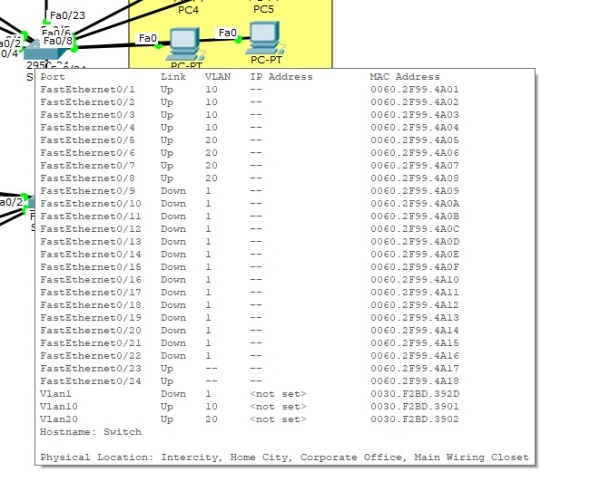 PC4
PC5
Fa0/23
Fa0/6
Fa0/8
Fa0
Fa0
PC-PT
PC-PT
Port Link VLAN IP Address MAC Address
FastEthernet0/1 Up 10 -- 0060.2F99.4A01
FastEthernet0/2 Up 10 -- 0060.2F99.4A02
FastEthernet0/3 Up 10 -- 0060.2F99.4A03
FastEthernet0/4 Up 10 -- 0060.2F99.4A04
FastEthernet0/5 Up 20 -- 0060.2F99.4A05
FastEthernet0/6 Up 20 -- 0060.2F99.4A06
FastEthernet0/7 Up 20 -- 0060.2F99.4A07
FastEthernet0/8 Up 20 -- 0060.2F99.4A08
FastEthernet0/9 Down 1 -- 0060.2F99.4A09
FastEthernet0/10 Down 1 -- 0060.2F99.4A0A
FastEthernet0/11 Down 1 -- 0060.2F99.4A0B
FastEthernet0/12 Down 1 -- 0060.2F99.4A0C
FastEthernet0/13 Down 1 -- 0060.2F99.4A0D
FastEthernet0/14 Down 1 -- 0060.2F99.4A0E
FastEthernet0/15 Down 1 -- 0060.2F99.4A0F
FastEthernet0/16 Down 1 -- 0060.2F99.4A10
FastEthernet0/17 Down 1 -- 0060.2F99.4A11
FastEthernet0/18 Down 1 -- 0060.2F99.4A12
FastEthernet0/19 Down 1 -- 0060.2F99.4A13
FastEthernet0/20 Down 1 -- 0060.2F99.4A14
FastEthernet0/21 Down 1 -- 0060.2F99.4A15
FastEthernet0/22 Down 1 -- 0060.2F99.4A16
FastEthernet0/23 Up -- -- 0060.2F99.4A17
FastEthernet0/24 Up -- -- 0060.2F99.4A18
Vlan1 Down 1 <not set> 0030.F2BD.392D
Vlan10 Up 10 <not set> 0030.F2BD.3901
Vlan20 Up 20 <not set> 0030.F2BD.3902
Hostname: Switch
Physical Location: Intercity, Home City, Corporate Office, Main Wiring Closet